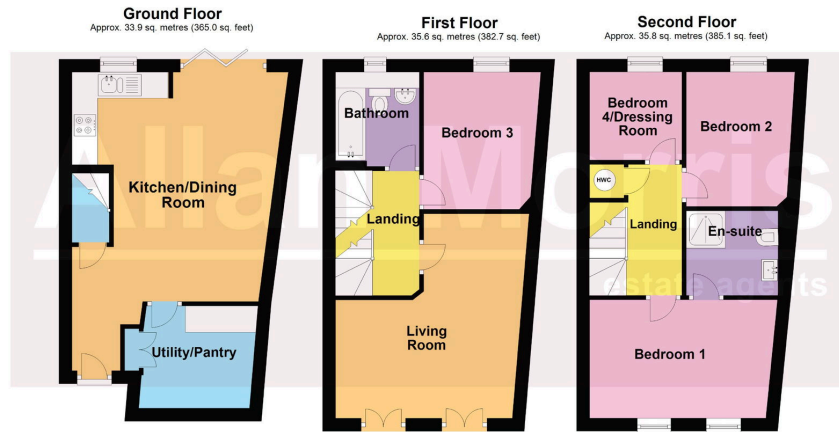 Ground Floor
Approx. 33.9 sq. metres (365.0 sq. feet)
Kitchen/Dining
Room
Utility/Pantry
First Floor
Approx. 35.6 sq. metres (382.7 sq. feet)
Bathroom
Bedroom 3
Landing
Living
Room
Second Floor
Approx. 35.8 sq. metres (385.1 sq. feet)
Bedroom
4/Dressing
Room
Bedroom 2
HWC
Landing
En-suite
Bedroom 1
Allan Morris
estate agents